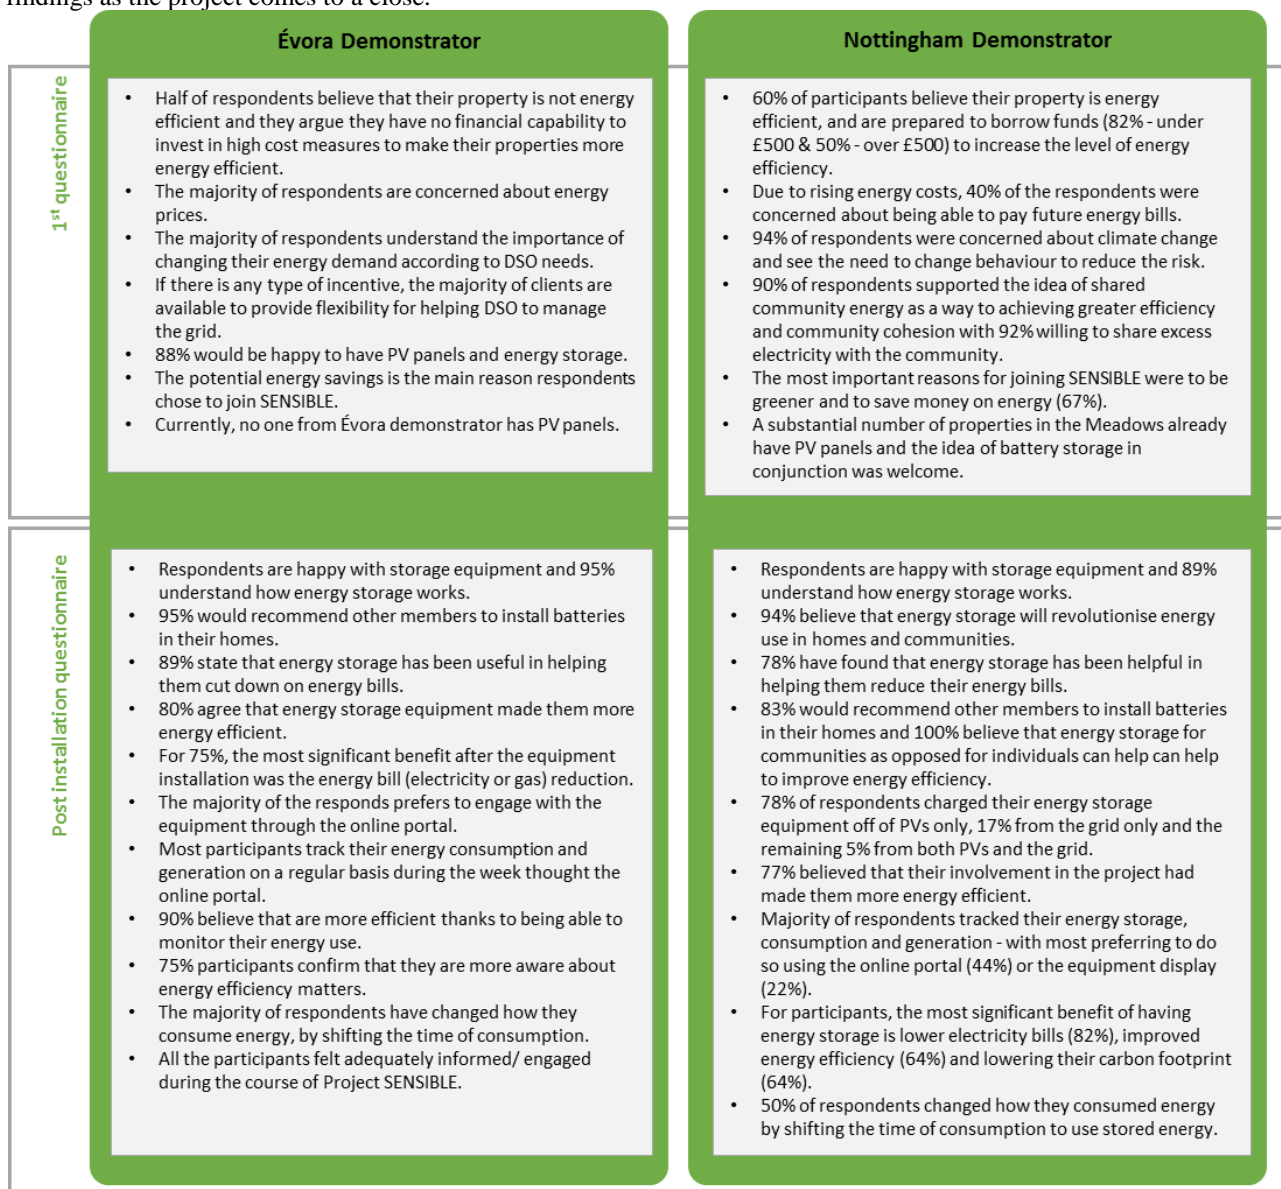 findings as the project comes to a close.
Évora Demonstrator
1st questionnaire
• Half of respondents believe that their property is not energy
efficient and they argue they have no financial capability to
invest in high cost measures to make their properties more
energy efficient.
• The majority of respondents are concerned about energy
prices.
• The majority of respondents understand the importance of
changing their energy demand according to DSO needs.
• If there is any type of incentive, the majority of clients are
available to provide flexibility for helping DSO to manage
the grid.
• 88% would be happy to have PV panels and energy storage.
• The potential energy savings is the main reason respondents
chose to join SENSIBLE.
• Currently, no one from Évora demonstrator has PV panels.
Nottingham Demonstrator
• 60% of participants believe their property is energy
efficient, and are prepared to borrow funds (82% - under
£500 & 50% - over £500) to increase the level of energy
efficiency.
• Due to rising energy costs, 40% of the respondents were
concerned about being able to pay future energy bills.
• 94% of respondents were concerned about climate change
and see the need to change behaviour to reduce the risk.
• 90% of respondents supported the idea of shared
community energy as a way to achieving greater efficiency
and community cohesion with 92% willing to share excess
electricity with the community.
• The most important reasons for joining SENSIBLE were to be
greener and to save money on energy (67%).
• A substantial number of properties in the Meadows already
have PV panels and the idea of battery storage in
conjunction was welcome.
Post installation questionnaire
• Respondents are happy with storage equipment and 95%
understand how energy storage works.
• 95% would recommend other members to install batteries
in their homes.
• 89% state that energy storage has been useful in helping
them cut down on energy bills.
• 80% agree that energy storage equipment made them more
energy efficient.
• For 75%, the most significant benefit after the equipment
installation was the energy bill (electricity or gas) reduction.
• The majority of the responds prefers to engage with the
equipment through the online portal.
• Most participants track their energy consumption and
generation on a regular basis during the week thought the
online portal.
• 90% believe that are more efficient thanks to being able to
monitor their energy use.
• 75% participants confirm that they are more aware about
energy efficiency matters.
• The majority of respondents have changed how they
consume energy, by shifting the time of consumption.
• All the participants felt adequately informed/ engaged
during the course of Project SENSIBLE.
• Respondents are happy with storage equipment and 89%
understand how energy storage works.
• 94% believe that energy storage will revolutionise energy
use in homes and communities.
• 78% have found that energy storage has been helpful in
helping them reduce their energy bills.
• 83% would recommend other members to install batteries
in their homes and 100% believe that energy storage for
communities as opposed for individuals can help can help
to improve energy efficiency.
• 78% of respondents charged their energy storage
equipment off of PVs only, 17% from the grid only and the
remaining 5% from both PVs and the grid.
• 77% believed that their involvement in the project had
made them more energy efficient.
• Majority of respondents tracked their energy storage,
consumption and generation - with most preferring to do
so using the online portal (44%) or the equipment display
(22%).
• For participants, the most significant benefit of having
energy storage is lower electricity bills (82%), improved
energy efficiency (64%) and lowering their carbon footprint
(64%).
• 50% of respondents changed how they consumed energy
by shifting the time of consumption to use stored energy.